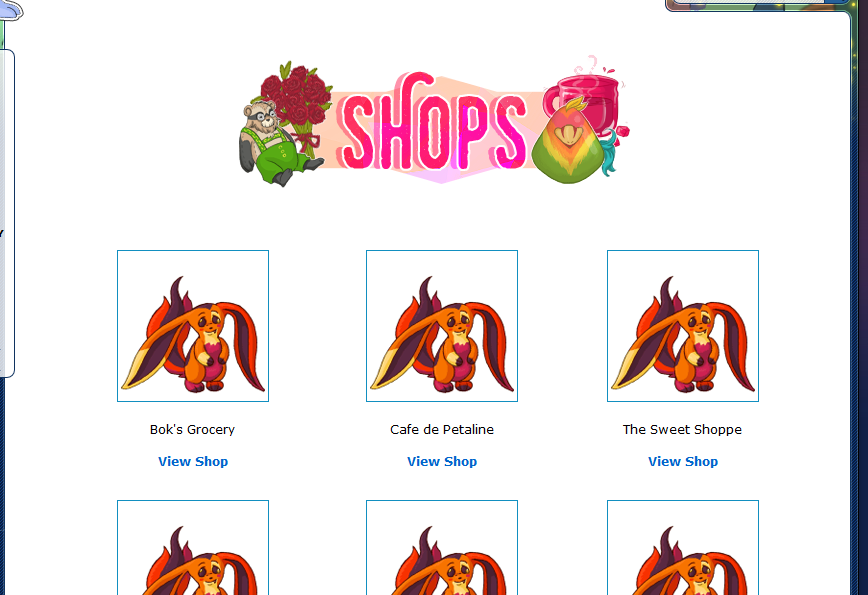 SHOPS
Bok's Grocery
Cafe de Petaline
The Sweet Shoppe
View Shop
View Shop
View Shop